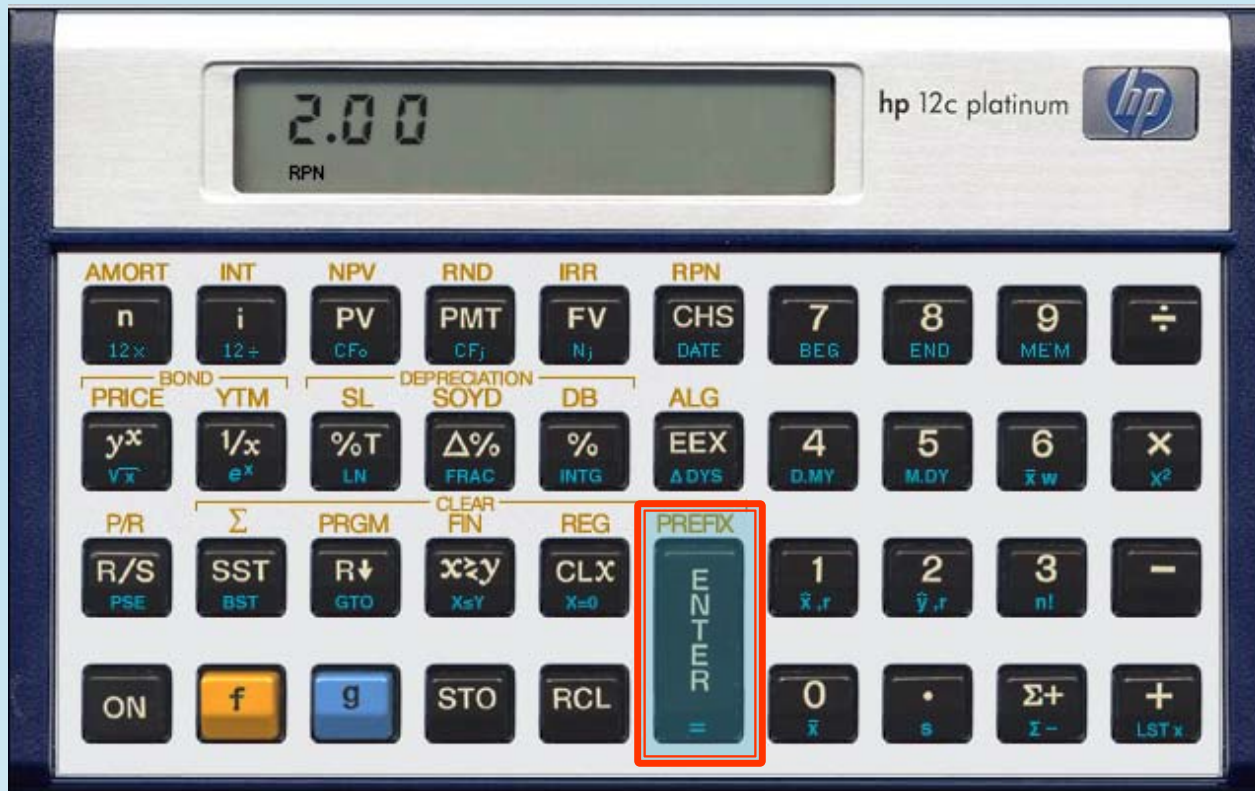 2.00
RPN
hp 12c platinum
hp
AMORT INT NPV RND IRR RPN
n i PV PMT FV CHS 7 8 9 ÷
12× 12÷ CFₒ CFⱼ Nⱼ DATE BEG END MEM
BOND DEPRECIATION
PRICE YTM SL SOYD DB ALG
yˣ 1/x %T Δ% % EEX 4 5 6 ×
√x eˣ LN FRAC INTG ΔDYS D.MY M.DY x̄w x²
CLEAR
P/R Σ PRGM FIN REG PREFIX
R/S SST R↓ x≷y CLx ENTER 1 2 3 −
PSE BST GTO x≤y x=0 x̂,r ŷ,r n!
ON f g STO RCL 0 . Σ+ +
= x̄ s Σ− LST x